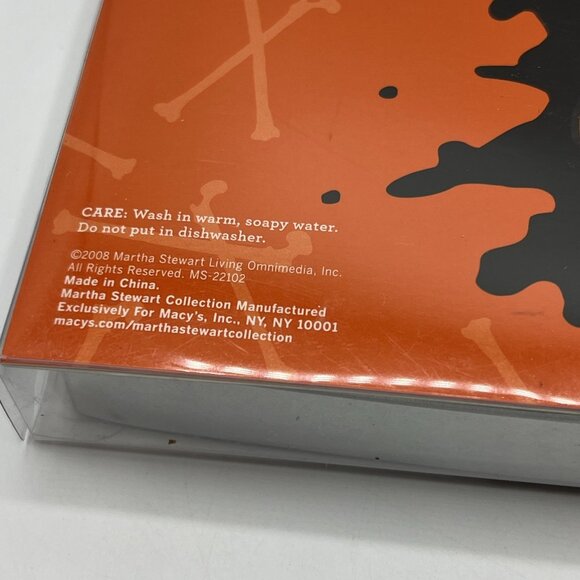 CARE: Wash in warm, soapy water.
Do not put in dishwasher.
©2008 Martha Stewart Living Omnimedia, Inc.
All Rights Reserved. MS-22102
Made in China.
Martha Stewart Collection Manufactured
Exclusively For Macy's, Inc., NY, NY 10001
macys.com/marthastewartcollection